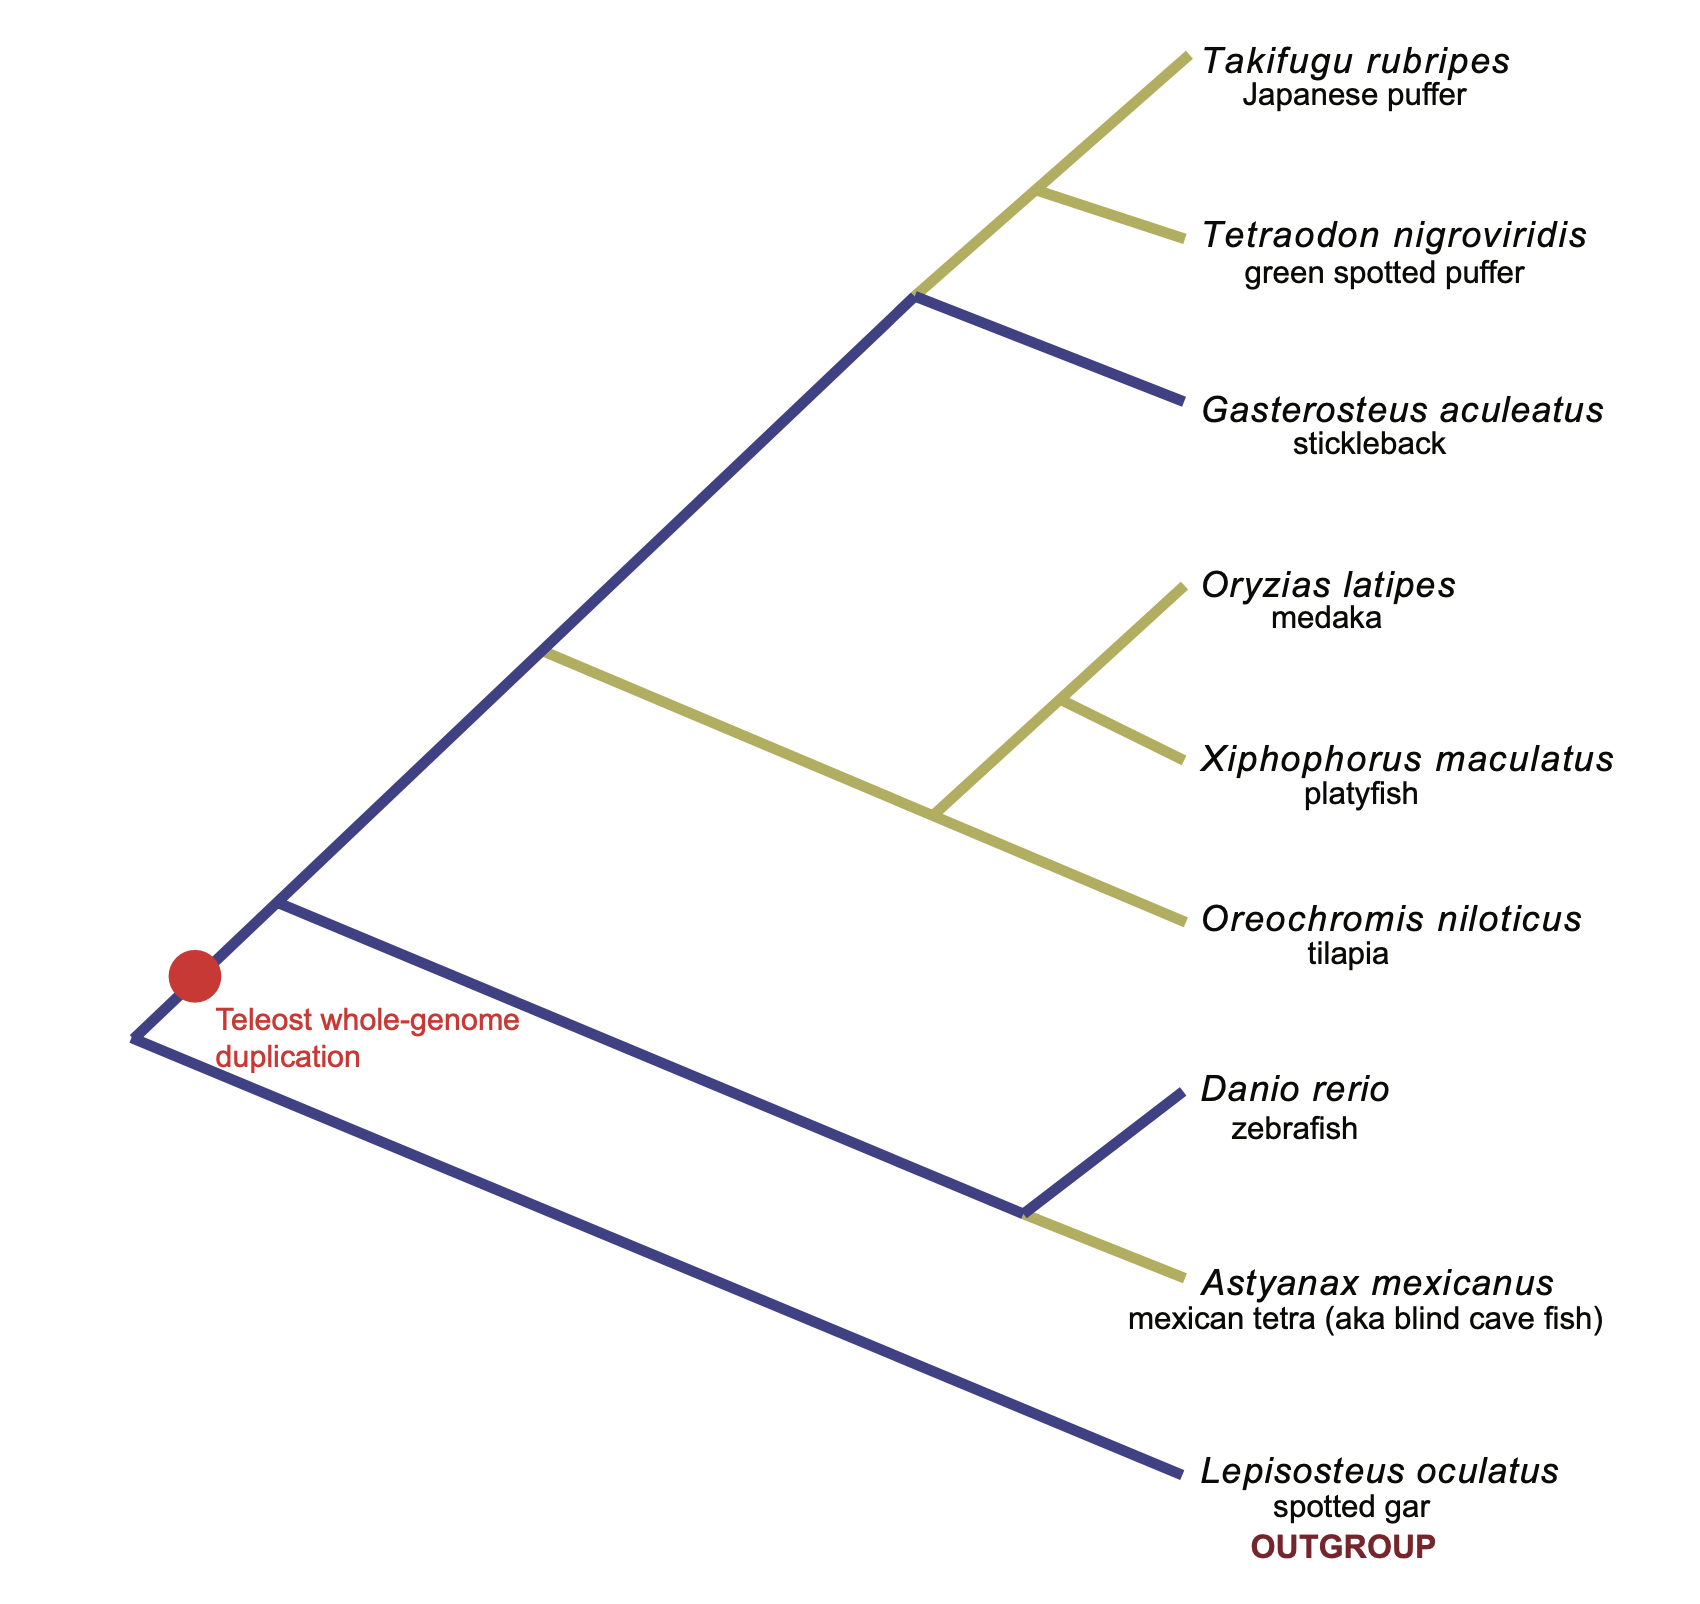 Takifugu rubripes
Japanese puffer
Tetraodon nigroviridis
green spotted puffer
Gasterosteus aculeatus
stickleback
Oryzias latipes
medaka
Xiphophorus maculatus
platyfish
Oreochromis niloticus
tilapia
Teleost whole-genome
duplication
Danio rerio
zebrafish
Astyanax mexicanus
mexican tetra (aka blind cave fish)
Lepisosteus oculatus
spotted gar
OUTGROUP